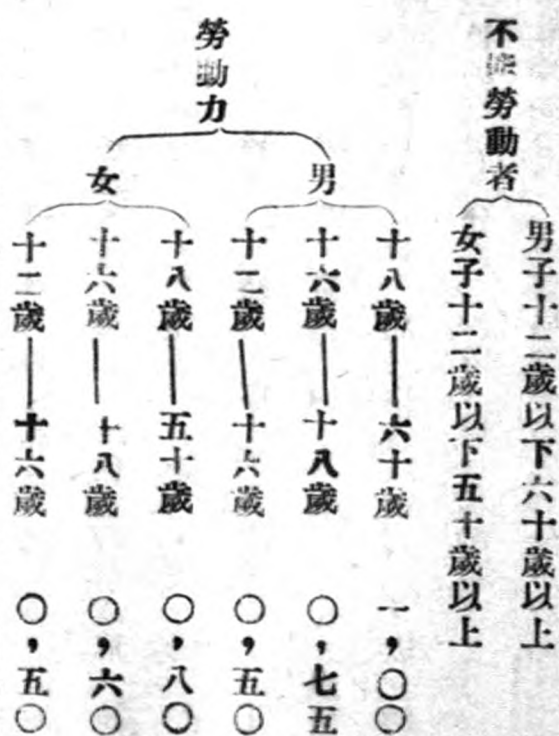 不能勞動者
男子十二歲以下六十歲以上
女子十二歲以下五十歲以上
勞動力
男
十八歲——六十歲 一,〇〇
十六歲——十八歲 〇,七五
十二歲——十六歲 〇,五〇
女
十八歲——五十歲 〇,八〇
十六歲——十八歲 〇,六〇
十二歲——十六歲 〇,五〇